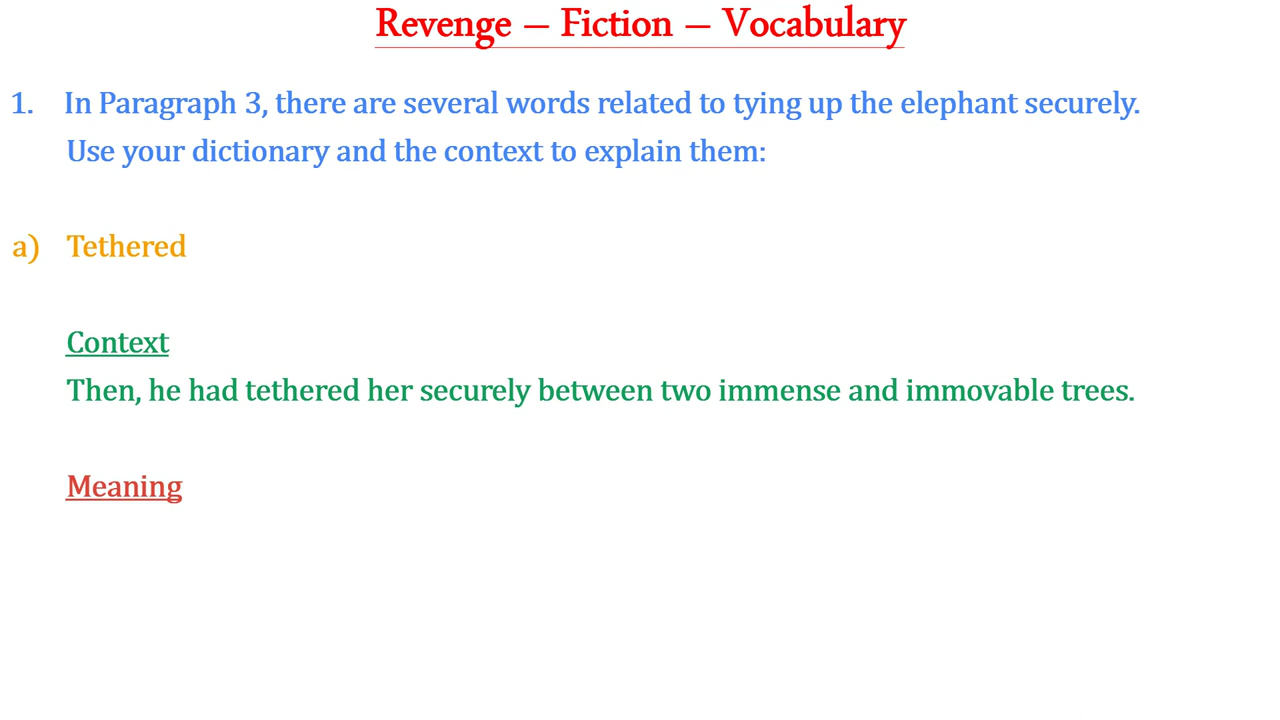 Revenge – Fiction – Vocabulary
1. In Paragraph 3, there are several words related to tying up the elephant securely.
Use your dictionary and the context to explain them:
a) Tethered
Context
Then, he had tethered her securely between two immense and immovable trees.
Meaning